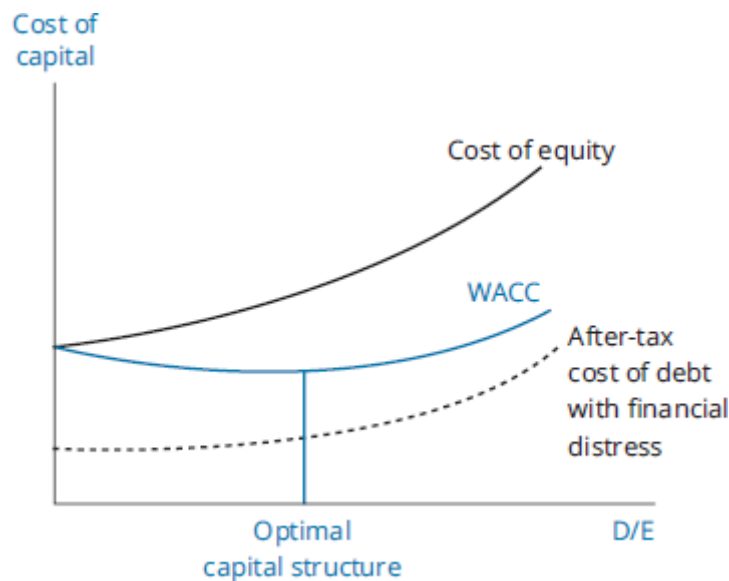 Cost of
capital
Cost of equity
WACC
After-tax
cost of debt
with financial
distress
Optimal
capital structure
D/E